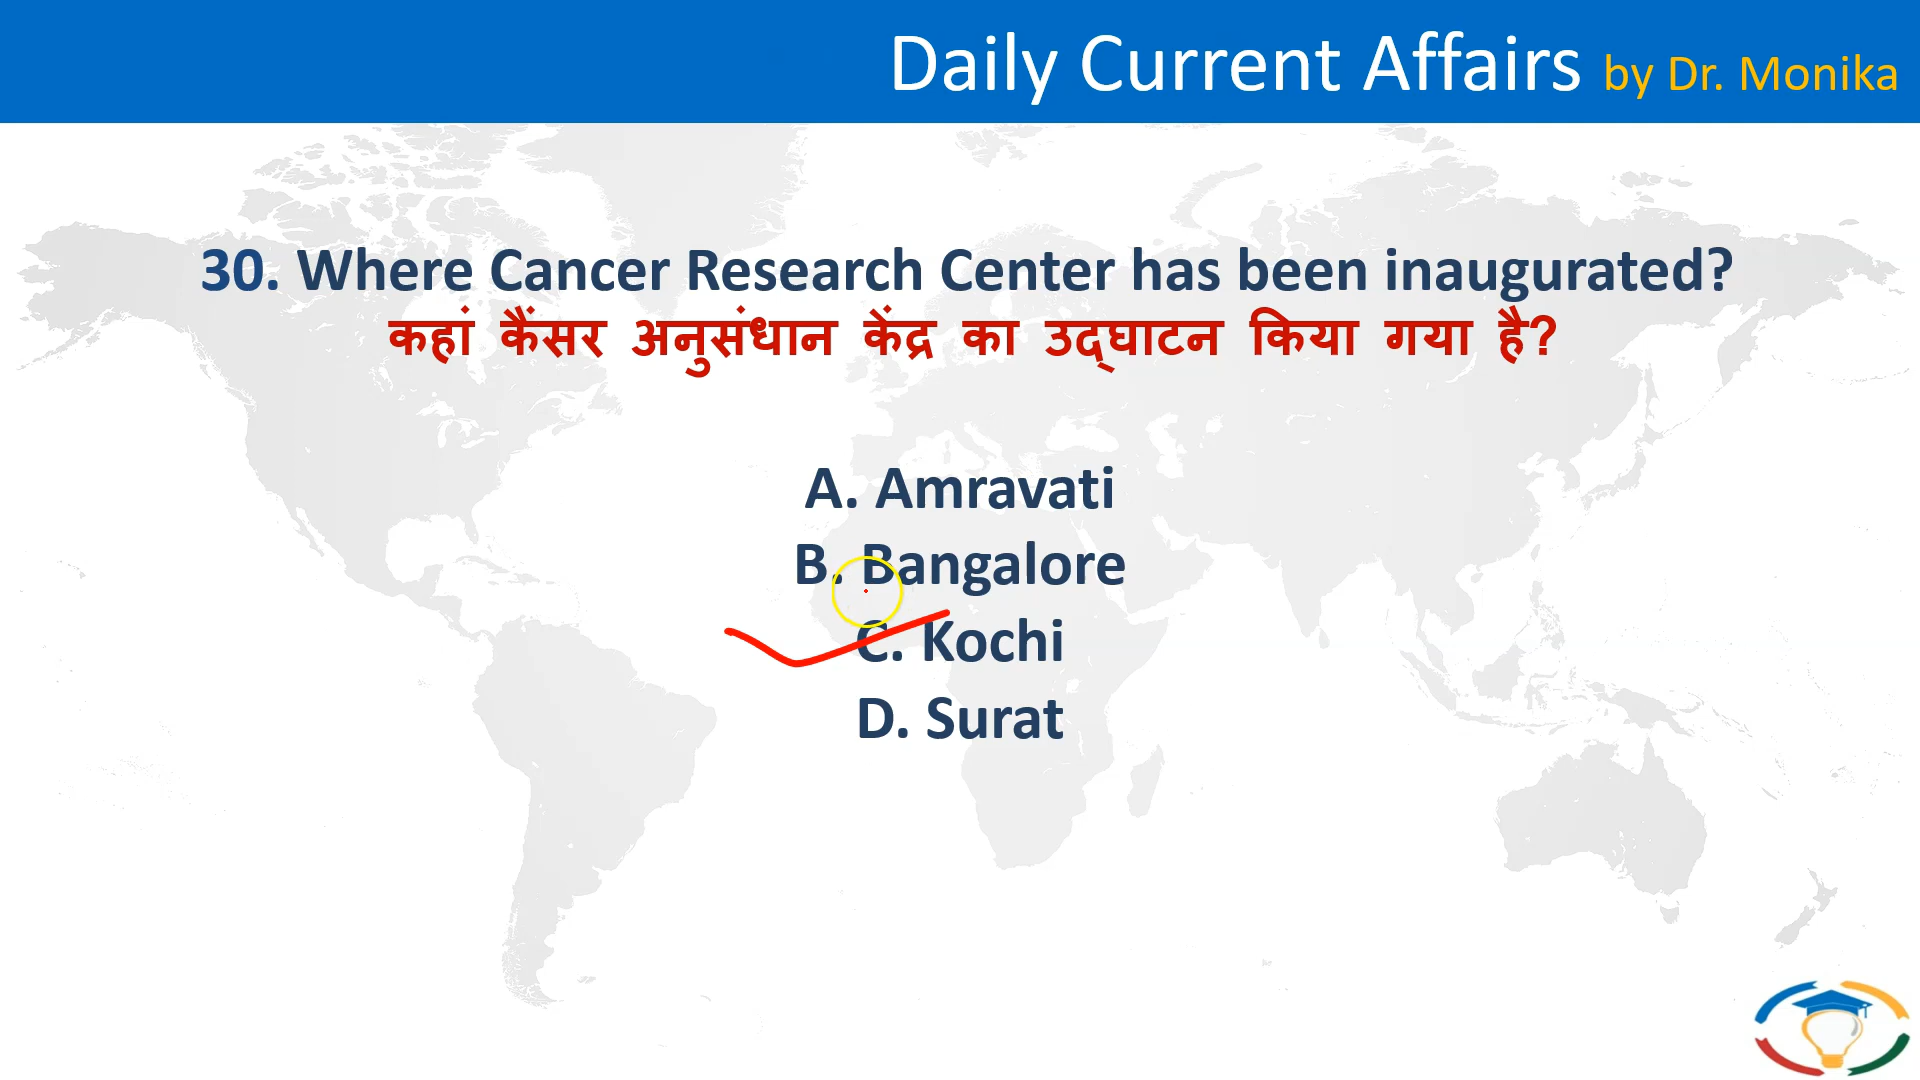 Daily Current Affairs by Dr. Monika
30. Where Cancer Research Center has been inaugurated?
कहां कैंसर अनुसंधान केंद्र का उद्‌घाटन किया गया है?
A. Amravati
B. Bangalore
C. Kochi
D. Surat